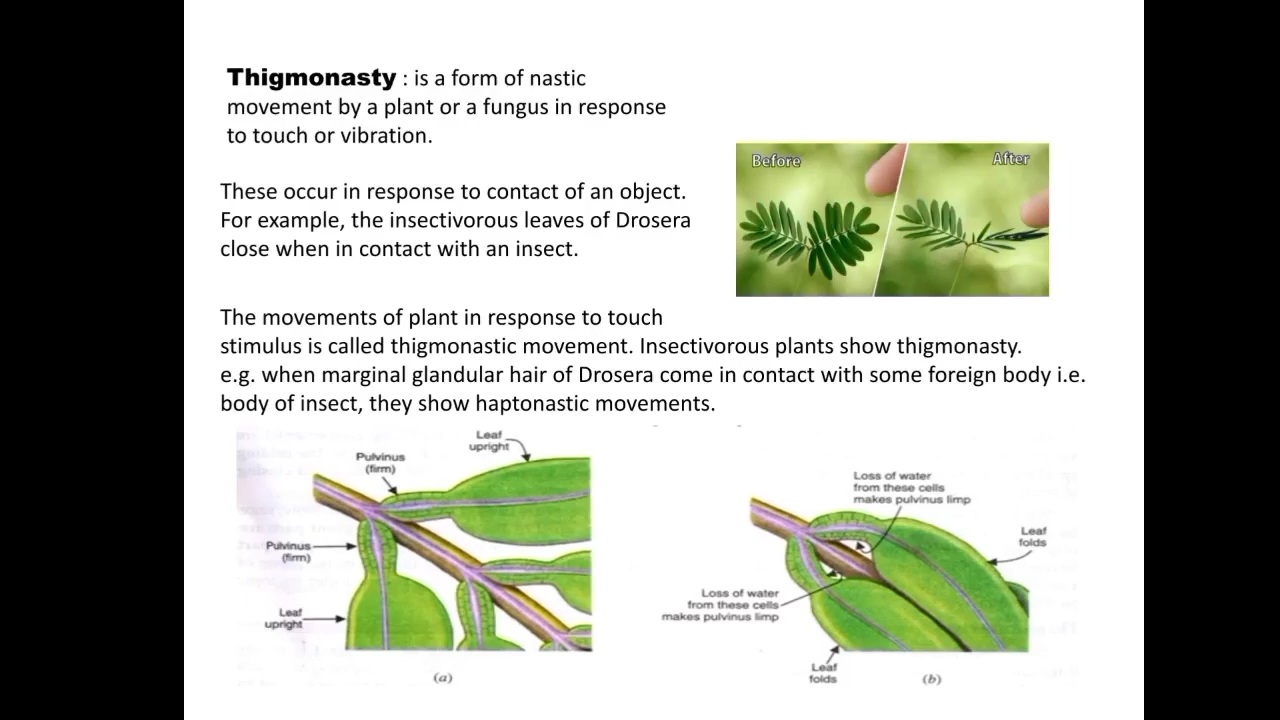 Thigmonasty : is a form of nastic
movement by a plant or a fungus in response
to touch or vibration.
These occur in response to contact of an object.
For example, the insectivorous leaves of Drosera
close when in contact with an insect.
Before
After
The movements of plant in response to touch
stimulus is called thigmonastic movement. Insectivorous plants show thigmonasty.
e.g. when marginal glandular hair of Drosera come in contact with some foreign body i.e.
body of insect, they show haptonastic movements.
Leaf
upright
Pulvinus
(firm)
Pulvinus
(firm)
Leaf
upright
(a)
Loss of water
from these cells
makes pulvinus limp
Leaf
folds
Loss of water
from these cells
makes pulvinus limp
Leaf
folds
(b)